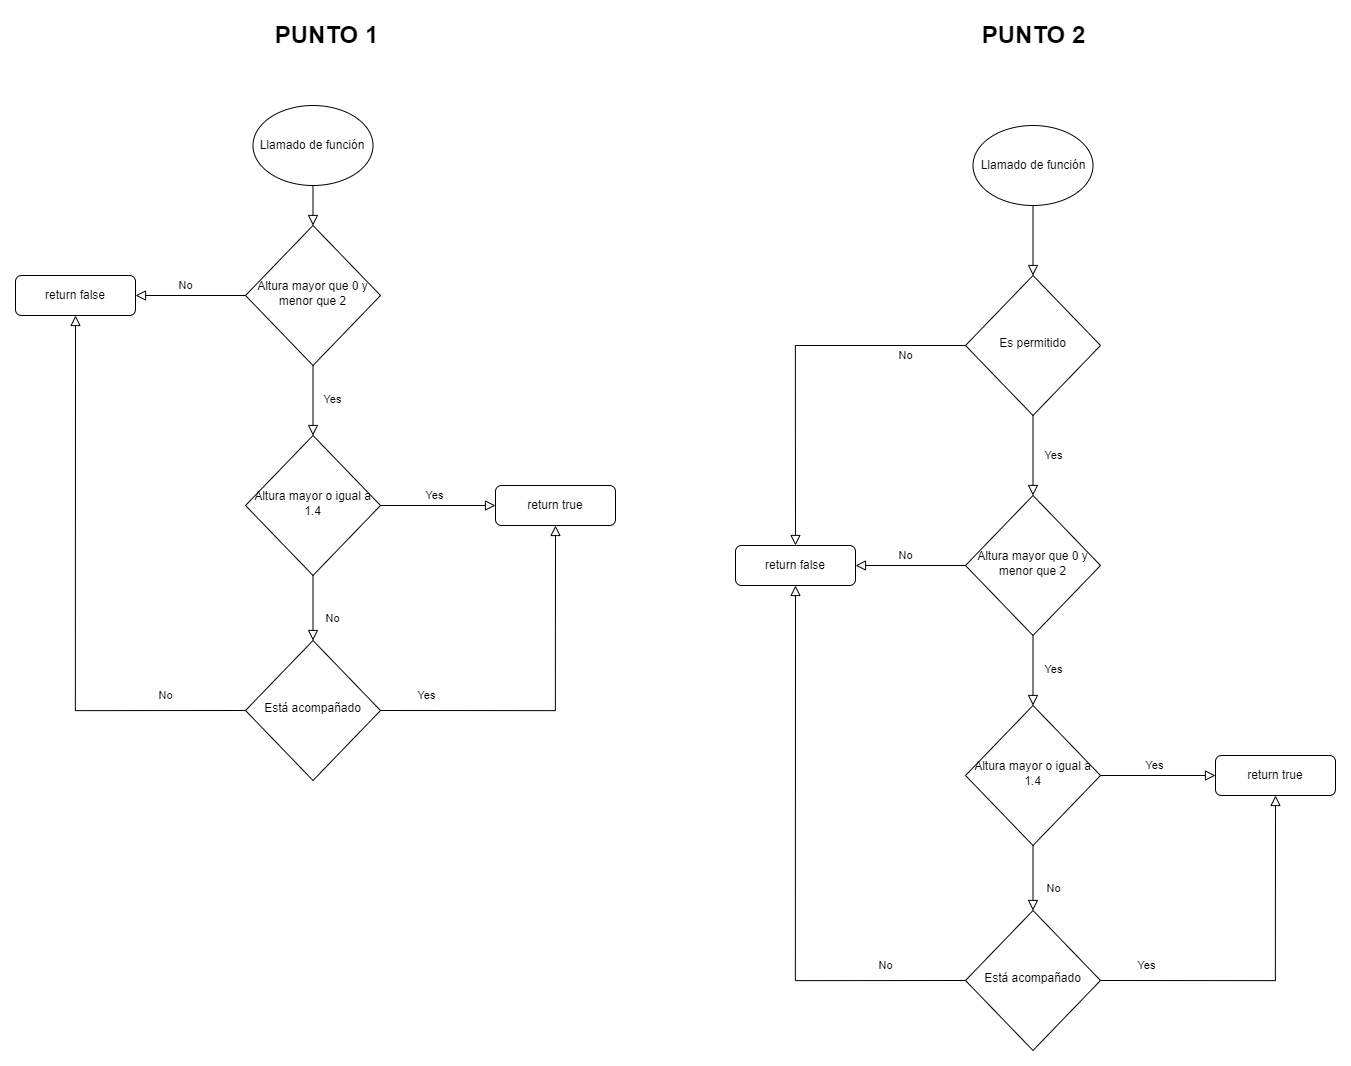 PUNTO 1
Llamado de función
Altura mayor que 0 y
menor que 2
No
return false
Yes
Altura mayor o igual a
1.4
Yes
return true
No
Está acompañado
No
Yes
PUNTO 2
Llamado de función
Es permitido
No
Yes
Altura mayor que 0 y
menor que 2
No
return false
Yes
Altura mayor o igual a
1.4
Yes
return true
No
Está acompañado
No
Yes